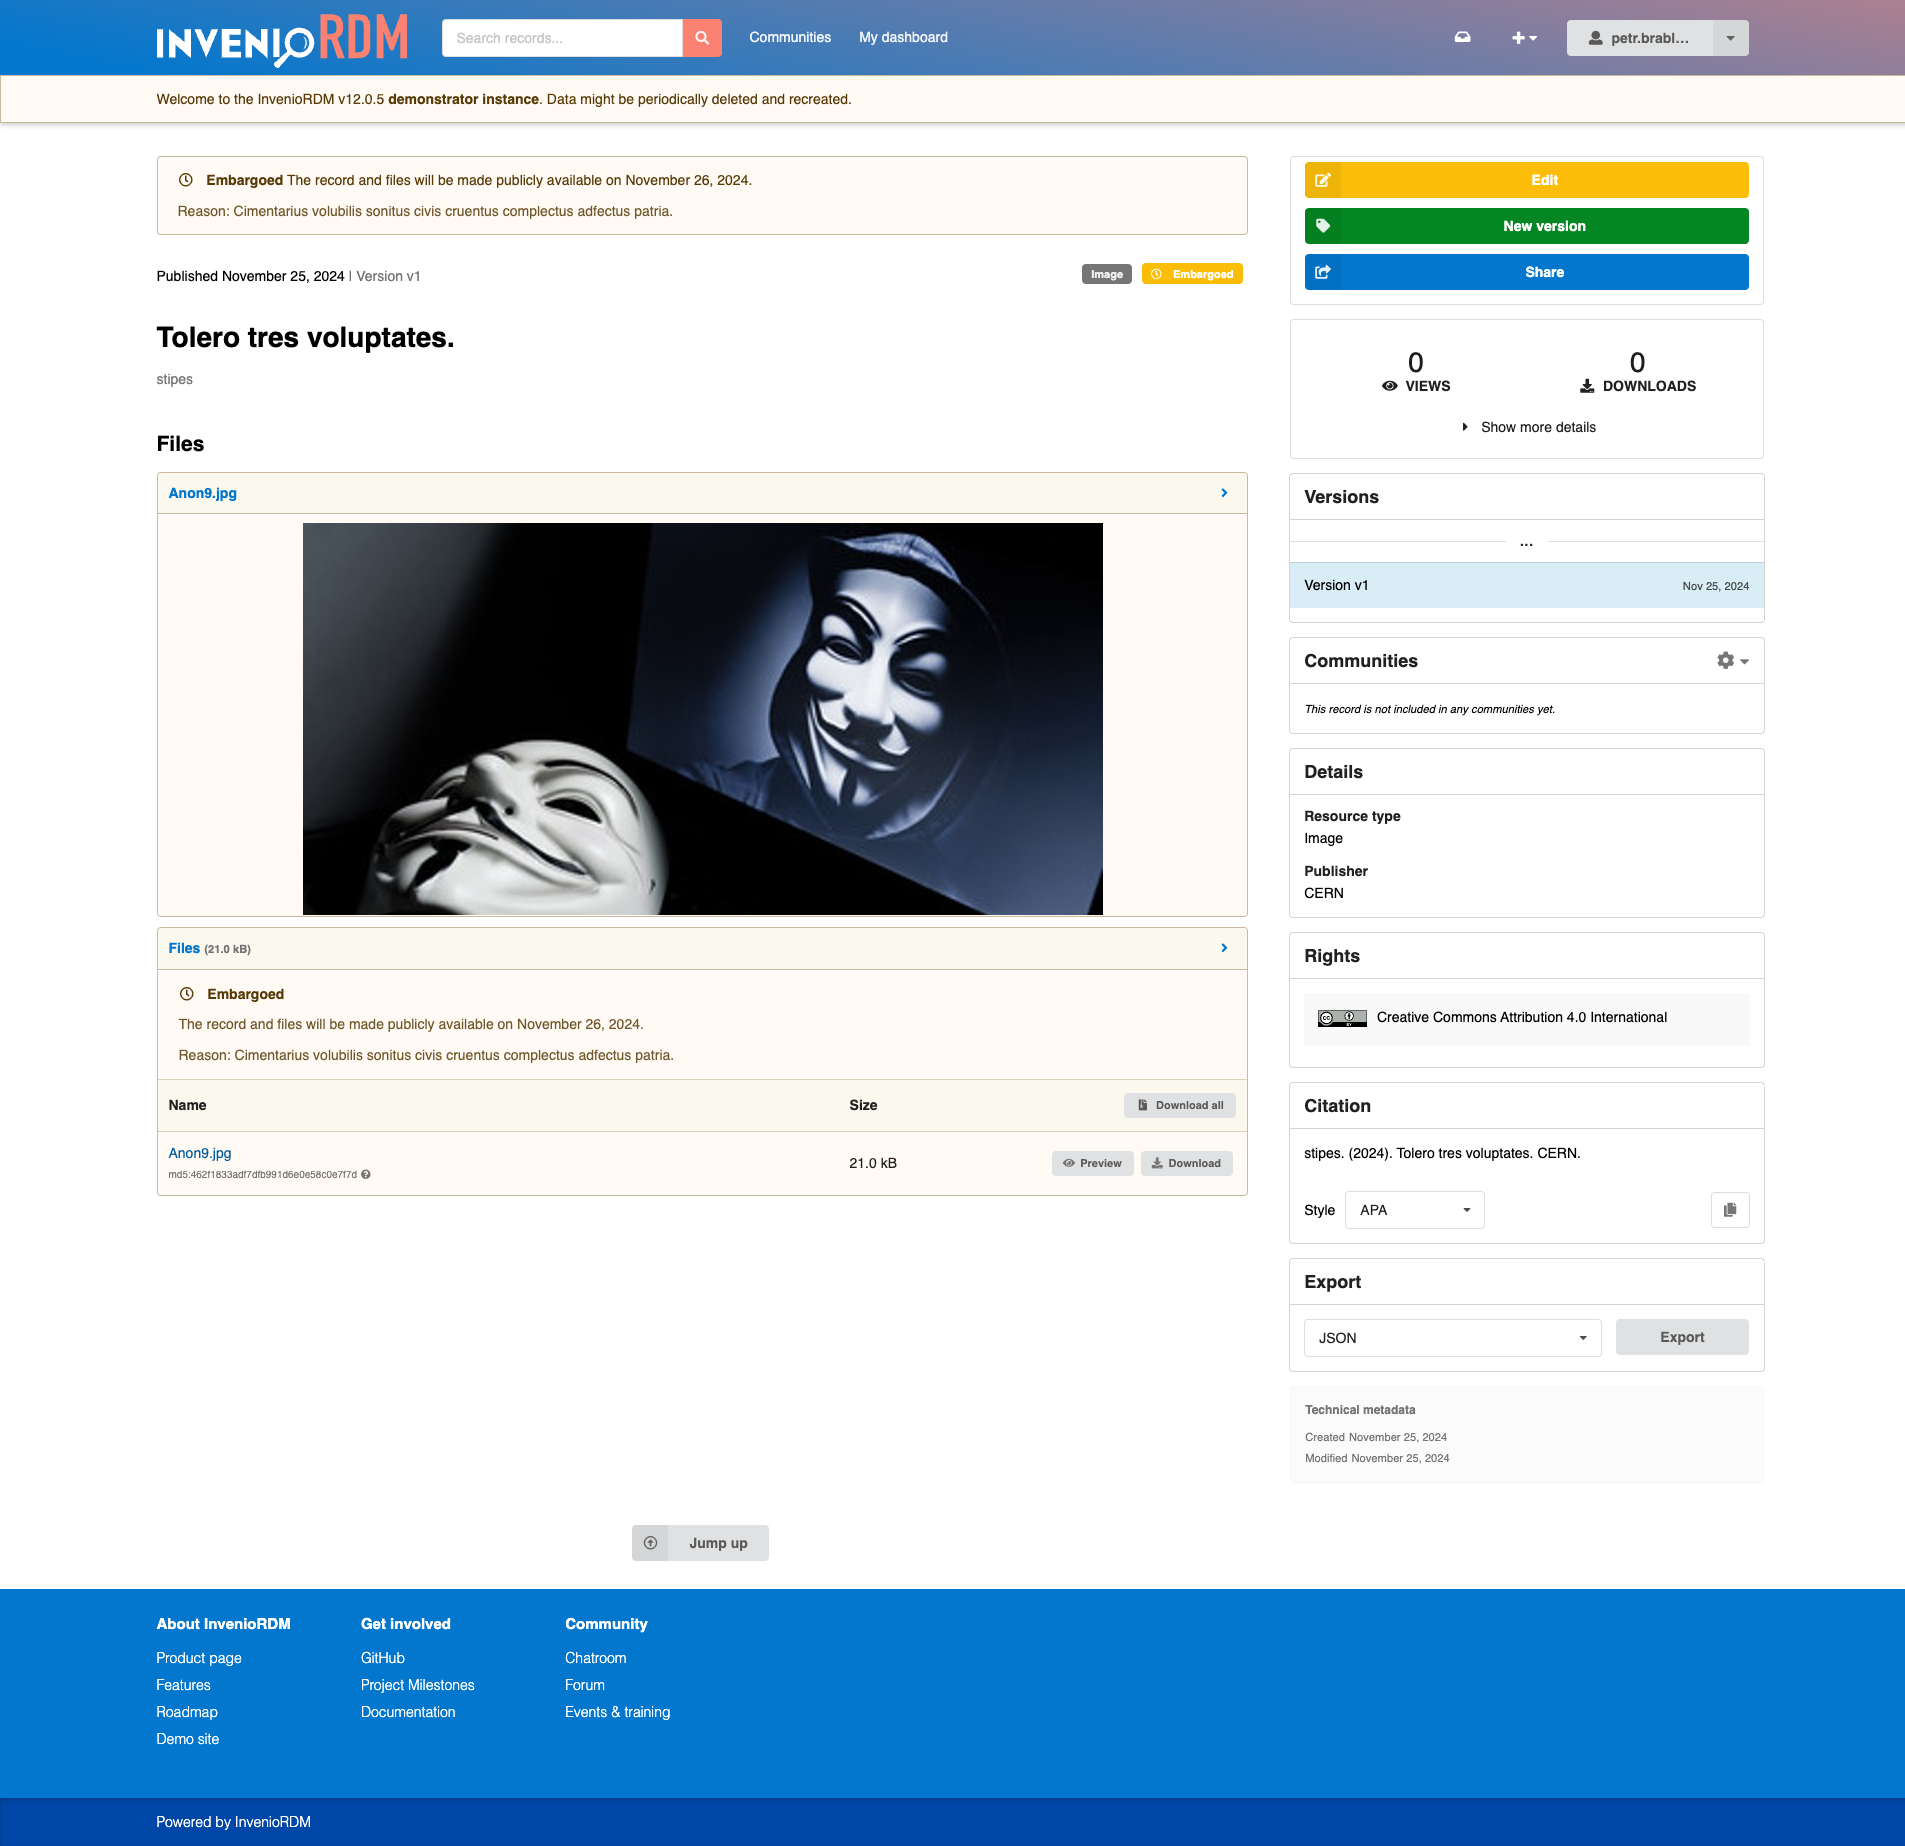 INVENIORDM
Search records...
Communities
My dashboard
petr.brabl...
Welcome to the InvenioRDM v12.0.5 demonstrator instance. Data might be periodically deleted and recreated.
Embargoed The record and files will be made publicly available on November 26, 2024.
Reason: Cimentarius volubilis sonitus civis cruentus complectus adfectus patria.
Published November 25, 2024 | Version v1
Image
Embargoed
Tolero tres voluptates.
stipes
Files
Anon9.jpg
Files (21.0 kB)
Embargoed
The record and files will be made publicly available on November 26, 2024.
Reason: Cimentarius volubilis sonitus civis cruentus complectus adfectus patria.
Name
Size
Download all
Anon9.jpg
md5:462f1833adf7dfb991d6e0e58c0e7f7d
21.0 kB
Preview
Download
Edit
New version
Share
0
VIEWS
0
DOWNLOADS
Show more details
Versions
...
Version v1
Nov 25, 2024
Communities
This record is not included in any communities yet.
Details
Resource type
Image
Publisher
CERN
Rights
Creative Commons Attribution 4.0 International
Citation
stipes. (2024). Tolero tres voluptates. CERN.
Style
APA
Export
JSON
Export
Technical metadata
Created November 25, 2024
Modified November 25, 2024
Jump up
About InvenioRDM
Product page
Features
Roadmap
Demo site
Get involved
GitHub
Project Milestones
Documentation
Community
Chatroom
Forum
Events & training
Powered by InvenioRDM